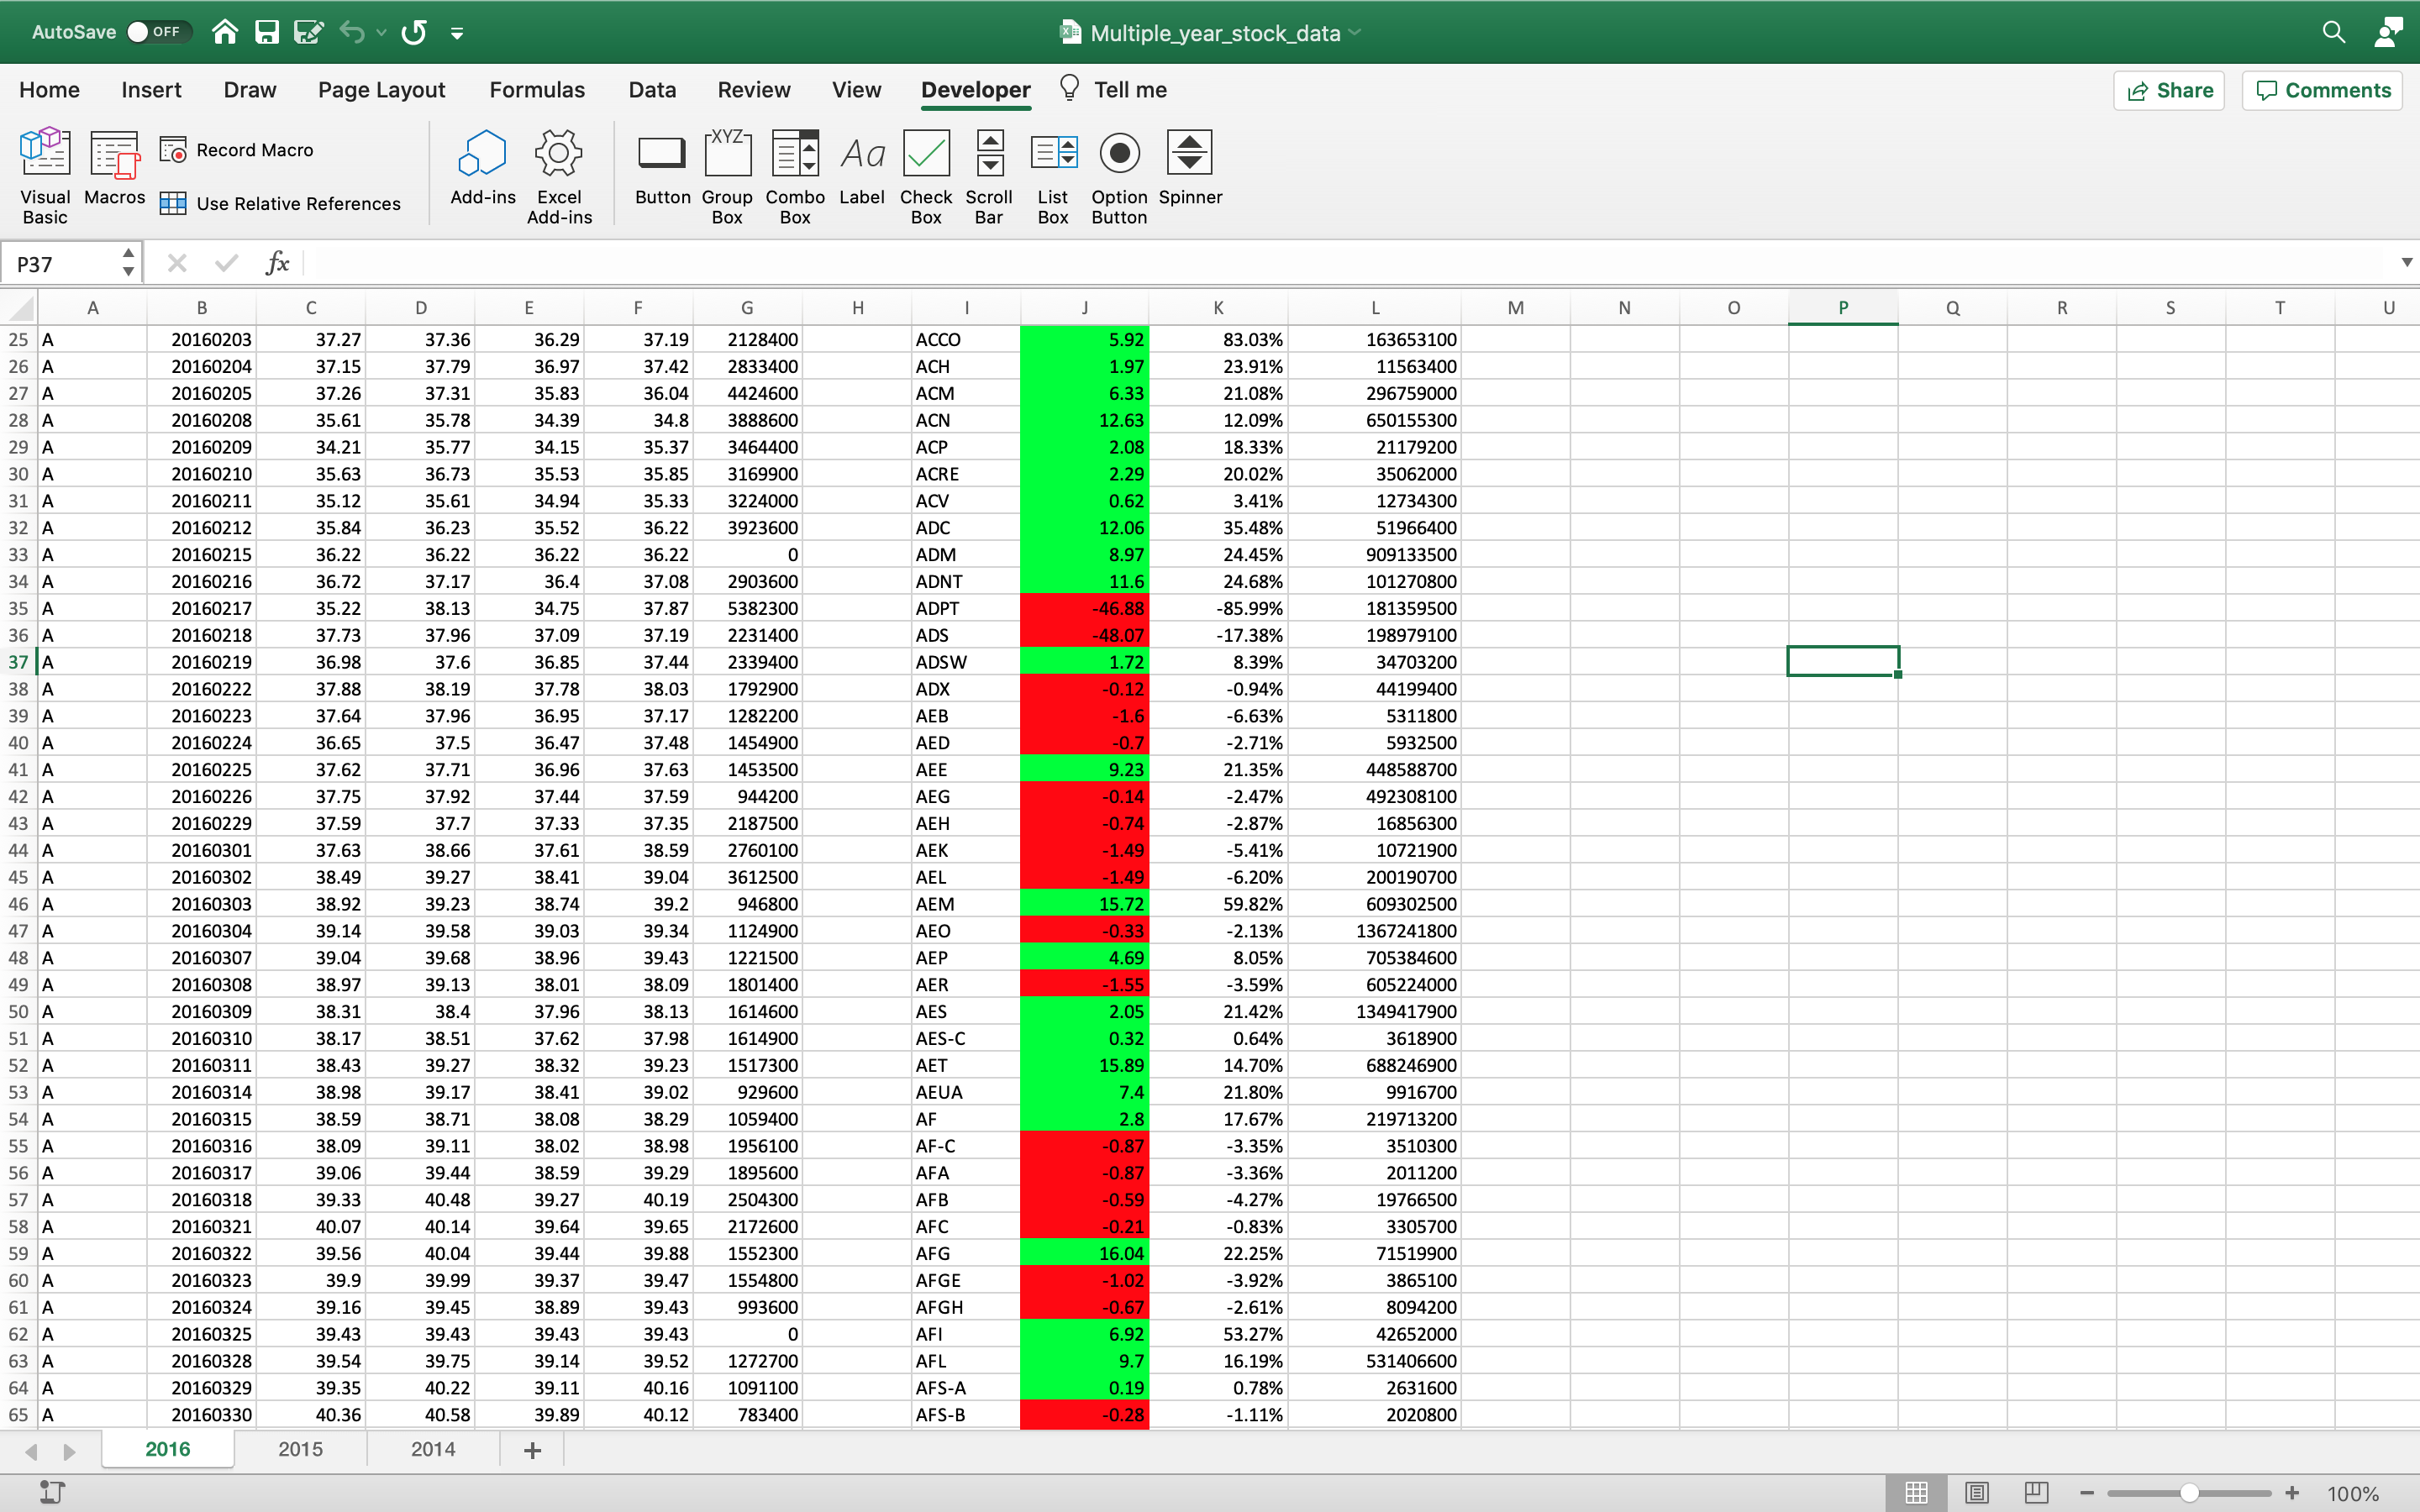 AutoSave OFF Multiple_year_stock_data
Home Insert Draw Page Layout Formulas Data Review View Developer Tell me Share Comments
Visual Basic Macros Record Macro Use Relative References Add-ins Excel Add-ins Button Group Box Combo Box Label Check Box Scroll Bar List Box Option Button Spinner
XYZ Aa
P37 fx
A B C D E F G H I J K L M N O P Q R S T U
25 A 20160203 37.27 37.36 36.29 37.19 2128400 ACCO 5.92 83.03% 163653100
26 A 20160204 37.15 37.79 36.97 37.42 2833400 ACH 1.97 23.91% 11563400
27 A 20160205 37.26 37.31 35.83 36.04 4424600 ACM 6.33 21.08% 296759000
28 A 20160208 35.61 35.78 34.39 34.8 3888600 ACN 12.63 12.09% 650155300
29 A 20160209 34.21 35.77 34.15 35.37 3464400 ACP 2.08 18.33% 21179200
30 A 20160210 35.63 36.73 35.53 35.85 3169900 ACRE 2.29 20.02% 35062000
31 A 20160211 35.12 35.61 34.94 35.33 3224000 ACV 0.62 3.41% 12734300
32 A 20160212 35.84 36.23 35.52 36.22 3923600 ADC 12.06 35.48% 51966400
33 A 20160215 36.22 36.22 36.22 36.22 0 ADM 8.97 24.45% 909133500
34 A 20160216 36.72 37.17 36.4 37.08 2903600 ADNT 11.6 24.68% 101270800
35 A 20160217 35.22 38.13 34.75 37.87 5382300 ADPT -46.88 -85.99% 181359500
36 A 20160218 37.73 37.96 37.09 37.19 2231400 ADS -48.07 -17.38% 198979100
37 A 20160219 36.98 37.6 36.85 37.44 2339400 ADSW 1.72 8.39% 34703200
38 A 20160222 37.88 38.19 37.78 38.03 1792900 ADX -0.12 -0.94% 44199400
39 A 20160223 37.64 37.96 36.95 37.17 1282200 AEB -1.6 -6.63% 5311800
40 A 20160224 36.65 37.5 36.47 37.48 1454900 AED -0.7 -2.71% 5932500
41 A 20160225 37.62 37.71 36.96 37.63 1453500 AEE 9.23 21.35% 448588700
42 A 20160226 37.75 37.92 37.44 37.59 944200 AEG -0.14 -2.47% 492308100
43 A 20160229 37.59 37.7 37.33 37.35 2187500 AEH -0.74 -2.87% 16856300
44 A 20160301 37.63 38.66 37.61 38.59 2760100 AEK -1.49 -5.41% 10721900
45 A 20160302 38.49 39.27 38.41 39.04 3612500 AEL -1.49 -6.20% 200190700
46 A 20160303 38.92 39.23 38.74 39.2 946800 AEM 15.72 59.82% 609302500
47 A 20160304 39.14 39.58 39.03 39.34 1124900 AEO -0.33 -2.13% 1367241800
48 A 20160307 39.04 39.68 38.96 39.43 1221500 AEP 4.69 8.05% 705384600
49 A 20160308 38.97 39.13 38.01 38.09 1801400 AER -1.55 -3.59% 605224000
50 A 20160309 38.31 38.4 37.96 38.13 1614600 AES 2.05 21.42% 1349417900
51 A 20160310 38.17 38.51 37.62 37.98 1614900 AES-C 0.32 0.64% 3618900
52 A 20160311 38.43 39.27 38.32 39.23 1517300 AET 15.89 14.70% 688246900
53 A 20160314 38.98 39.17 38.41 39.02 929600 AEUA 7.4 21.80% 9916700
54 A 20160315 38.59 38.71 38.08 38.29 1059400 AF 2.8 17.67% 219713200
55 A 20160316 38.09 39.11 38.02 38.98 1956100 AF-C -0.87 -3.35% 3510300
56 A 20160317 39.06 39.44 38.59 39.29 1895600 AFA -0.87 -3.36% 2011200
57 A 20160318 39.33 40.48 39.27 40.19 2504300 AFB -0.59 -4.27% 19766500
58 A 20160321 40.07 40.14 39.64 39.65 2172600 AFC -0.21 -0.83% 3305700
59 A 20160322 39.56 40.04 39.44 39.88 1552300 AFG 16.04 22.25% 71519900
60 A 20160323 39.9 39.99 39.37 39.47 1554800 AFGE -1.02 -3.92% 3865100
61 A 20160324 39.16 39.45 38.89 39.43 993600 AFGH -0.67 -2.61% 8094200
62 A 20160325 39.43 39.43 39.43 39.43 0 AFI 6.92 53.27% 42652000
63 A 20160328 39.54 39.75 39.14 39.52 1272700 AFL 9.7 16.19% 531406600
64 A 20160329 39.35 40.22 39.11 40.16 1091100 AFS-A 0.19 0.78% 2631600
65 A 20160330 40.36 40.58 39.89 40.12 783400 AFS-B -0.28 -1.11% 2020800
2016 2015 2014 +
100%